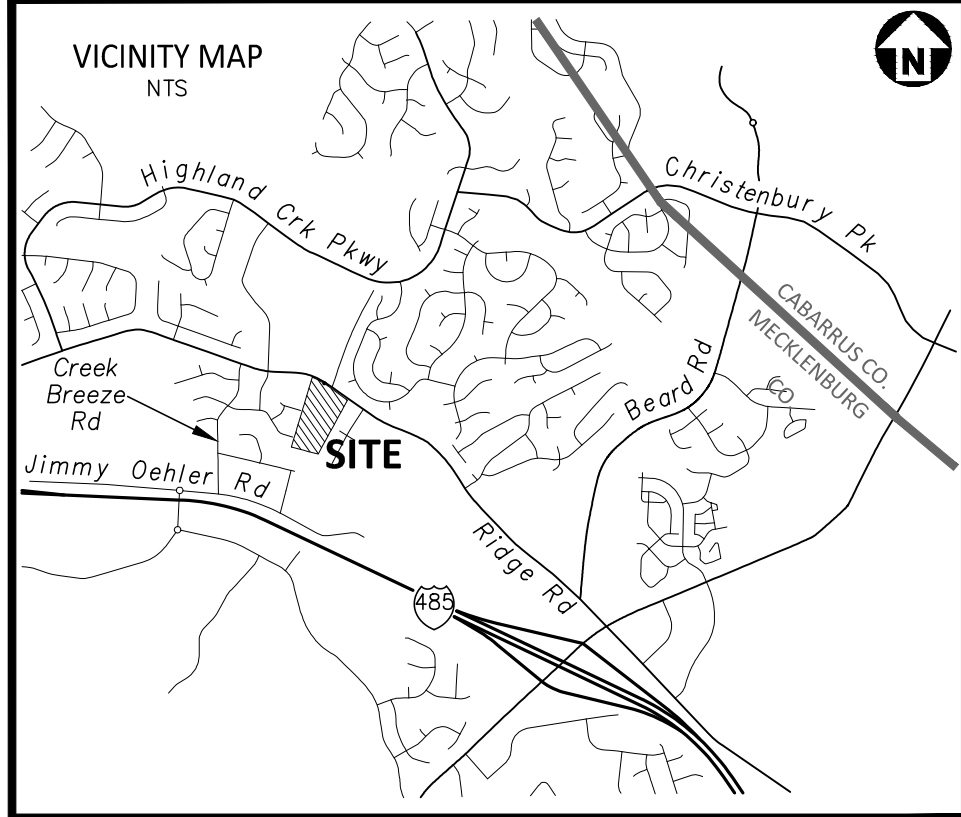 VICINITY MAP
NTS
N
Highland Crk Pkwy
Christenbury Pk
CABARRUS CO.
MECKLENBURG
CO
Beard Rd
Creek
Breeze
Rd
SITE
Jimmy Oehler Rd
Ridge Rd
485